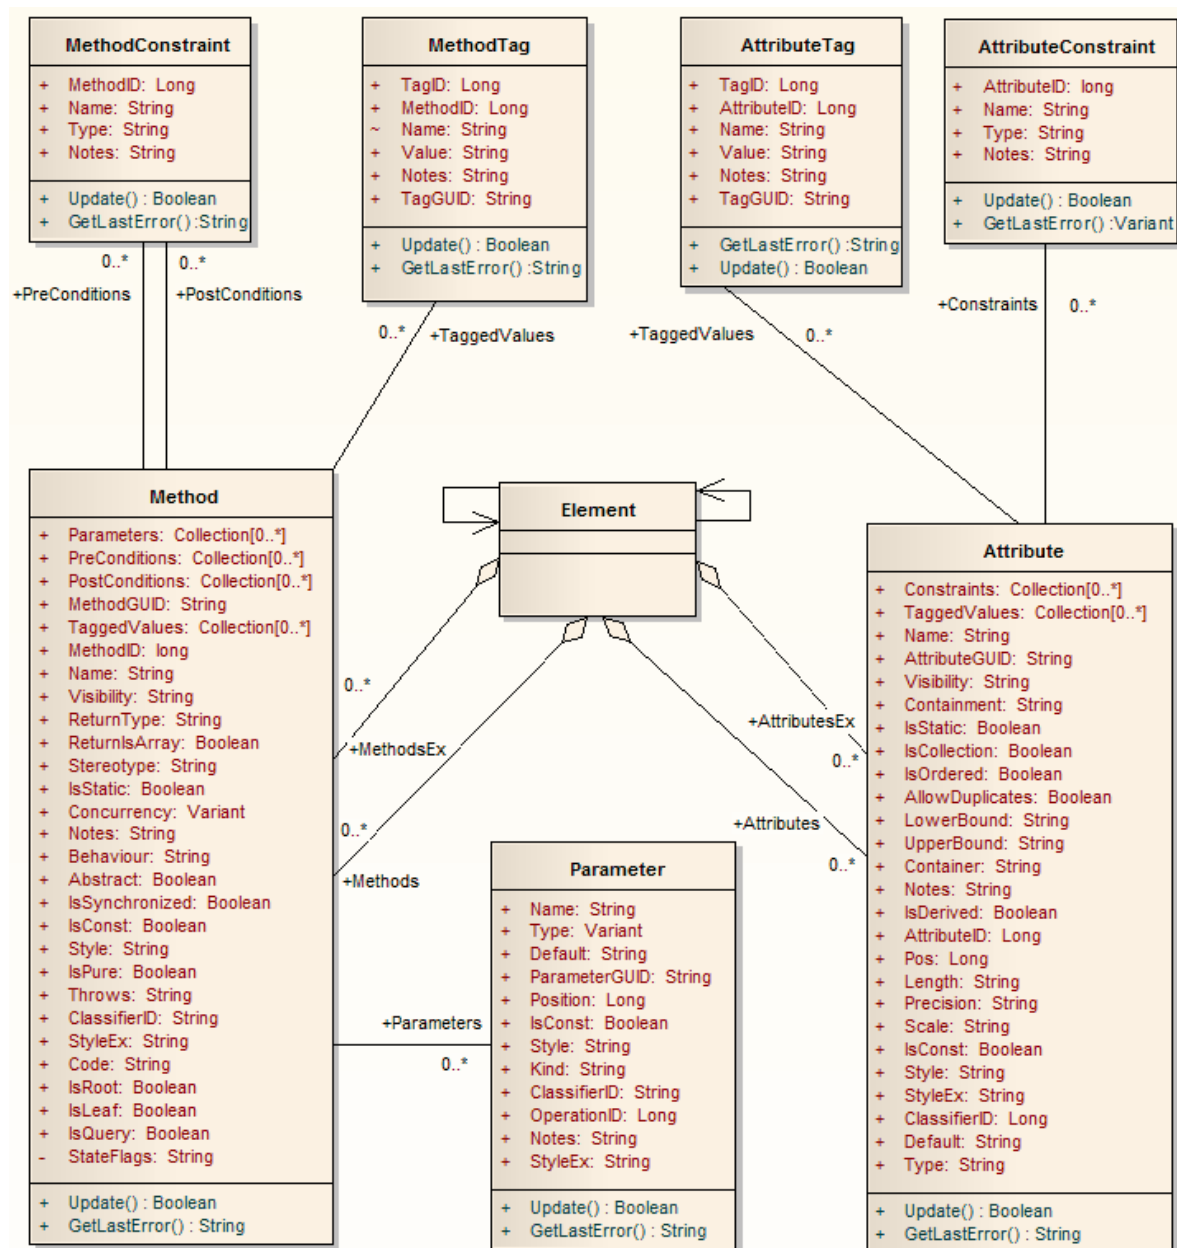 MethodConstraint
+ MethodID: Long
+ Name: String
+ Type: String
+ Notes: String
+ Update() : Boolean
+ GetLastError() :String
MethodTag
+ TagID: Long
+ MethodID: Long
~ Name: String
+ Value: String
+ Notes: String
+ TagGUID: String
+ Update() : Boolean
+ GetLastError() :String
AttributeTag
+ TagID: Long
+ AttributeID: Long
+ Name: String
+ Value: String
+ Notes: String
+ TagGUID: String
+ GetLastError() :String
+ Update() : Boolean
AttributeConstraint
+ AttributeID: long
+ Name: String
+ Type: String
+ Notes: String
+ Update() : Boolean
+ GetLastError() :Variant
0..*
0..*
+PreConditions
+PostConditions
0..*
+TaggedValues
+TaggedValues
0..*
+Constraints
0..*
Method
+ Parameters: Collection[0..*]
+ PreConditions: Collection[0..*]
+ PostConditions: Collection[0..*]
+ MethodGUID: String
+ TaggedValues: Collection[0..*]
+ MethodID: long
+ Name: String
+ Visibility: String
+ ReturnType: String
+ ReturnIsArray: Boolean
+ Stereotype: String
+ IsStatic: Boolean
+ Concurrency: Variant
+ Notes: String
+ Behaviour: String
+ Abstract: Boolean
+ IsSynchronized: Boolean
+ IsConst: Boolean
+ Style: String
+ IsPure: Boolean
+ Throws: String
+ ClassifierID: String
+ StyleEx: String
+ Code: String
+ IsRoot: Boolean
+ IsLeaf: Boolean
+ IsQuery: Boolean
- StateFlags: String
+ Update() : Boolean
+ GetLastError() : String
Element
0..*
+MethodsEx
0..*
+Methods
+AttributesEx
0..*
+Attributes
0..*
+Parameters
0..*
Parameter
+ Name: String
+ Type: Variant
+ Default: String
+ ParameterGUID: String
+ Position: Long
+ IsConst: Boolean
+ Style: String
+ Kind: String
+ ClassifierID: String
+ OperationID: Long
+ Notes: String
+ StyleEx: String
+ Update() : Boolean
+ GetLastError() : String
Attribute
+ Constraints: Collection[0..*]
+ TaggedValues: Collection[0..*]
+ Name: String
+ AttributeGUID: String
+ Visibility: String
+ Containment: String
+ IsStatic: Boolean
+ IsCollection: Boolean
+ IsOrdered: Boolean
+ AllowDuplicates: Boolean
+ LowerBound: String
+ UpperBound: String
+ Container: String
+ Notes: String
+ IsDerived: Boolean
+ AttributeID: Long
+ Pos: Long
+ Length: String
+ Precision: String
+ Scale: String
+ IsConst: Boolean
+ Style: String
+ StyleEx: String
+ ClassifierID: Long
+ Default: String
+ Type: String
+ Update() : Boolean
+ GetLastError() : String